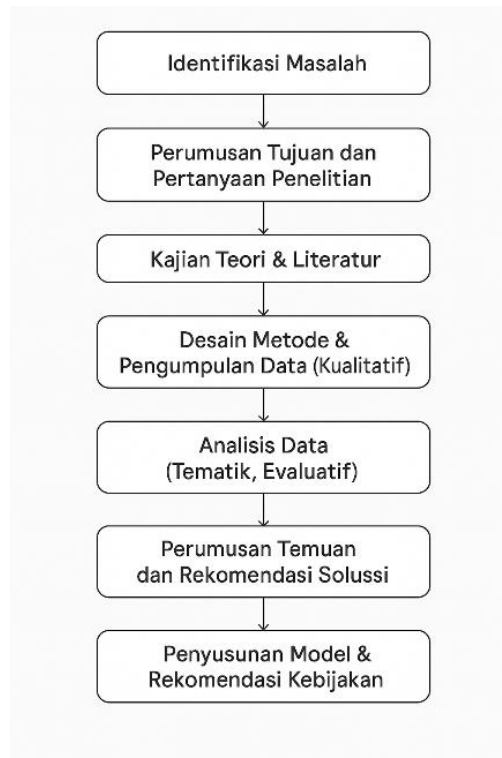 Identifikasi Masalah
Perumusan Tujuan dan
Pertanyaan Penelitian
Kajian Teori & Literatur
Desain Metode &
Pengumpulan Data (Kualitatif)
Analisis Data
(Tematik, Evaluatif)
Perumusan Temuan
dan Rekomendasi Solussi
Penyusunan Model &
Rekomendasi Kebijakan